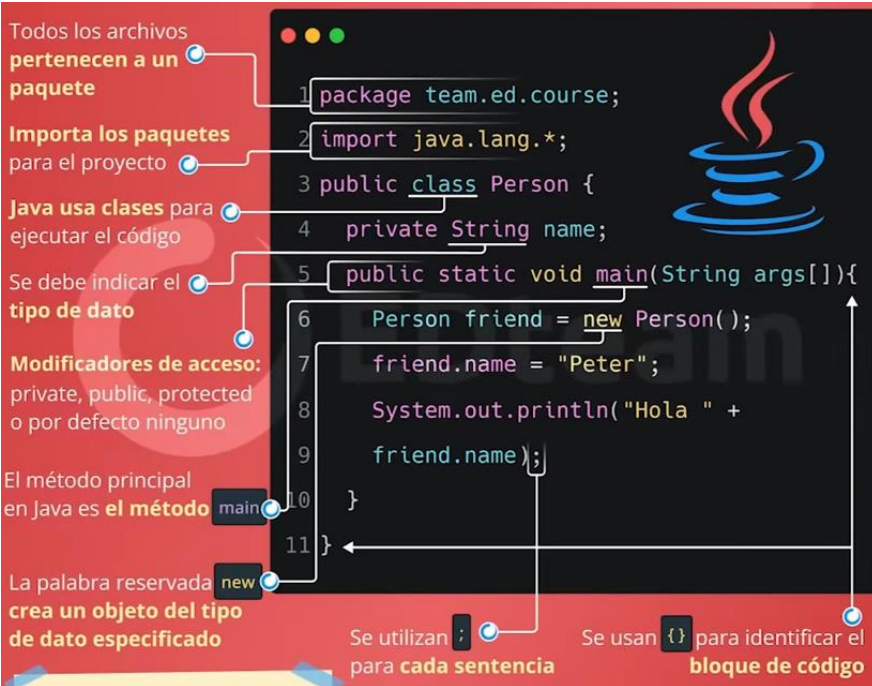 Todos los archivos
pertenecen a un
paquete
Importa los paquetes
para el proyecto
Java usa clases para
ejecutar el código
Se debe indicar el
tipo de dato
Modificadores de acceso:
private, public, protected
o por defecto ninguno
El método principal
en Java es el método main
La palabra reservada new
crea un objeto del tipo
de dato especificado
1 package team.ed.course;
2 import java.lang.*;
3 public class Person {
4 private String name;
5 public static void main(String args[]){
6 Person friend = new Person();
7 friend.name = "Peter";
8 System.out.println("Hola " +
9 friend.name);
10 }
11 }
EDteam
Se utilizan ;
para cada sentencia
Se usan {} para identificar el
bloque de código